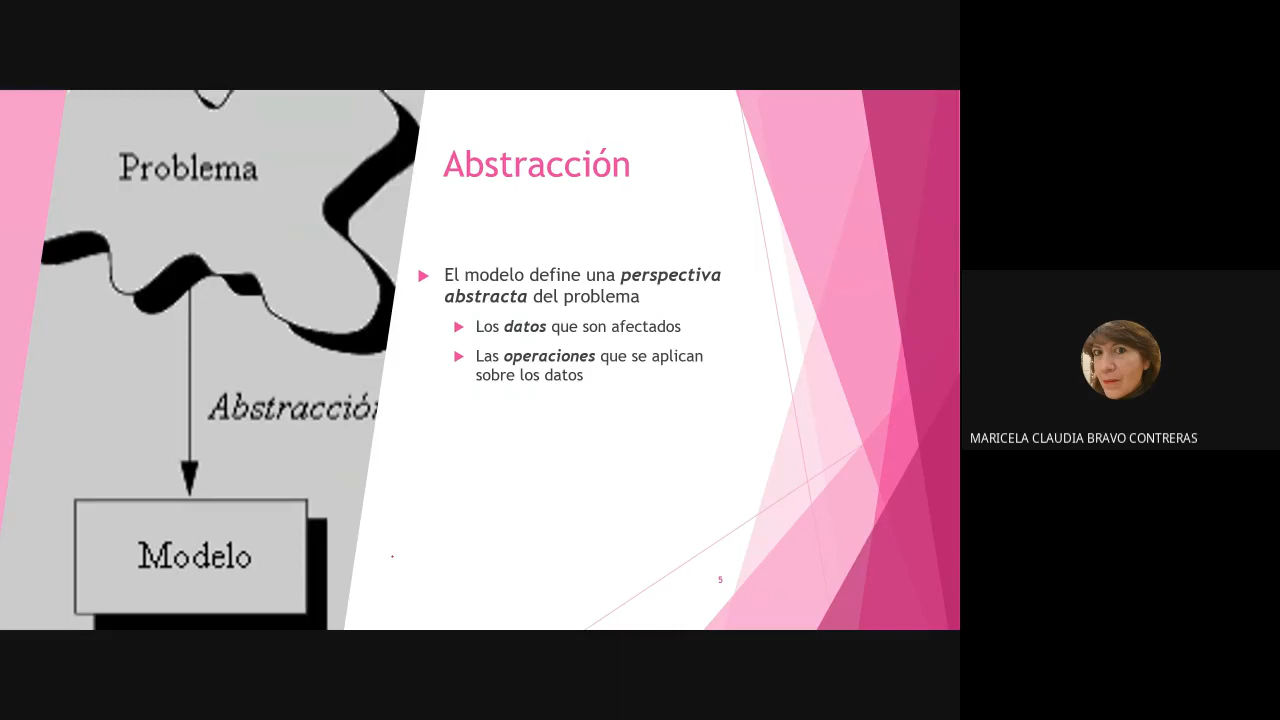 Problema
Abstracción
Modelo
Abstracción
El modelo define una perspectiva
abstracta del problema
Los datos que son afectados
Las operaciones que se aplican
sobre los datos
5
MARICELA CLAUDIA BRAVO CONTRERAS